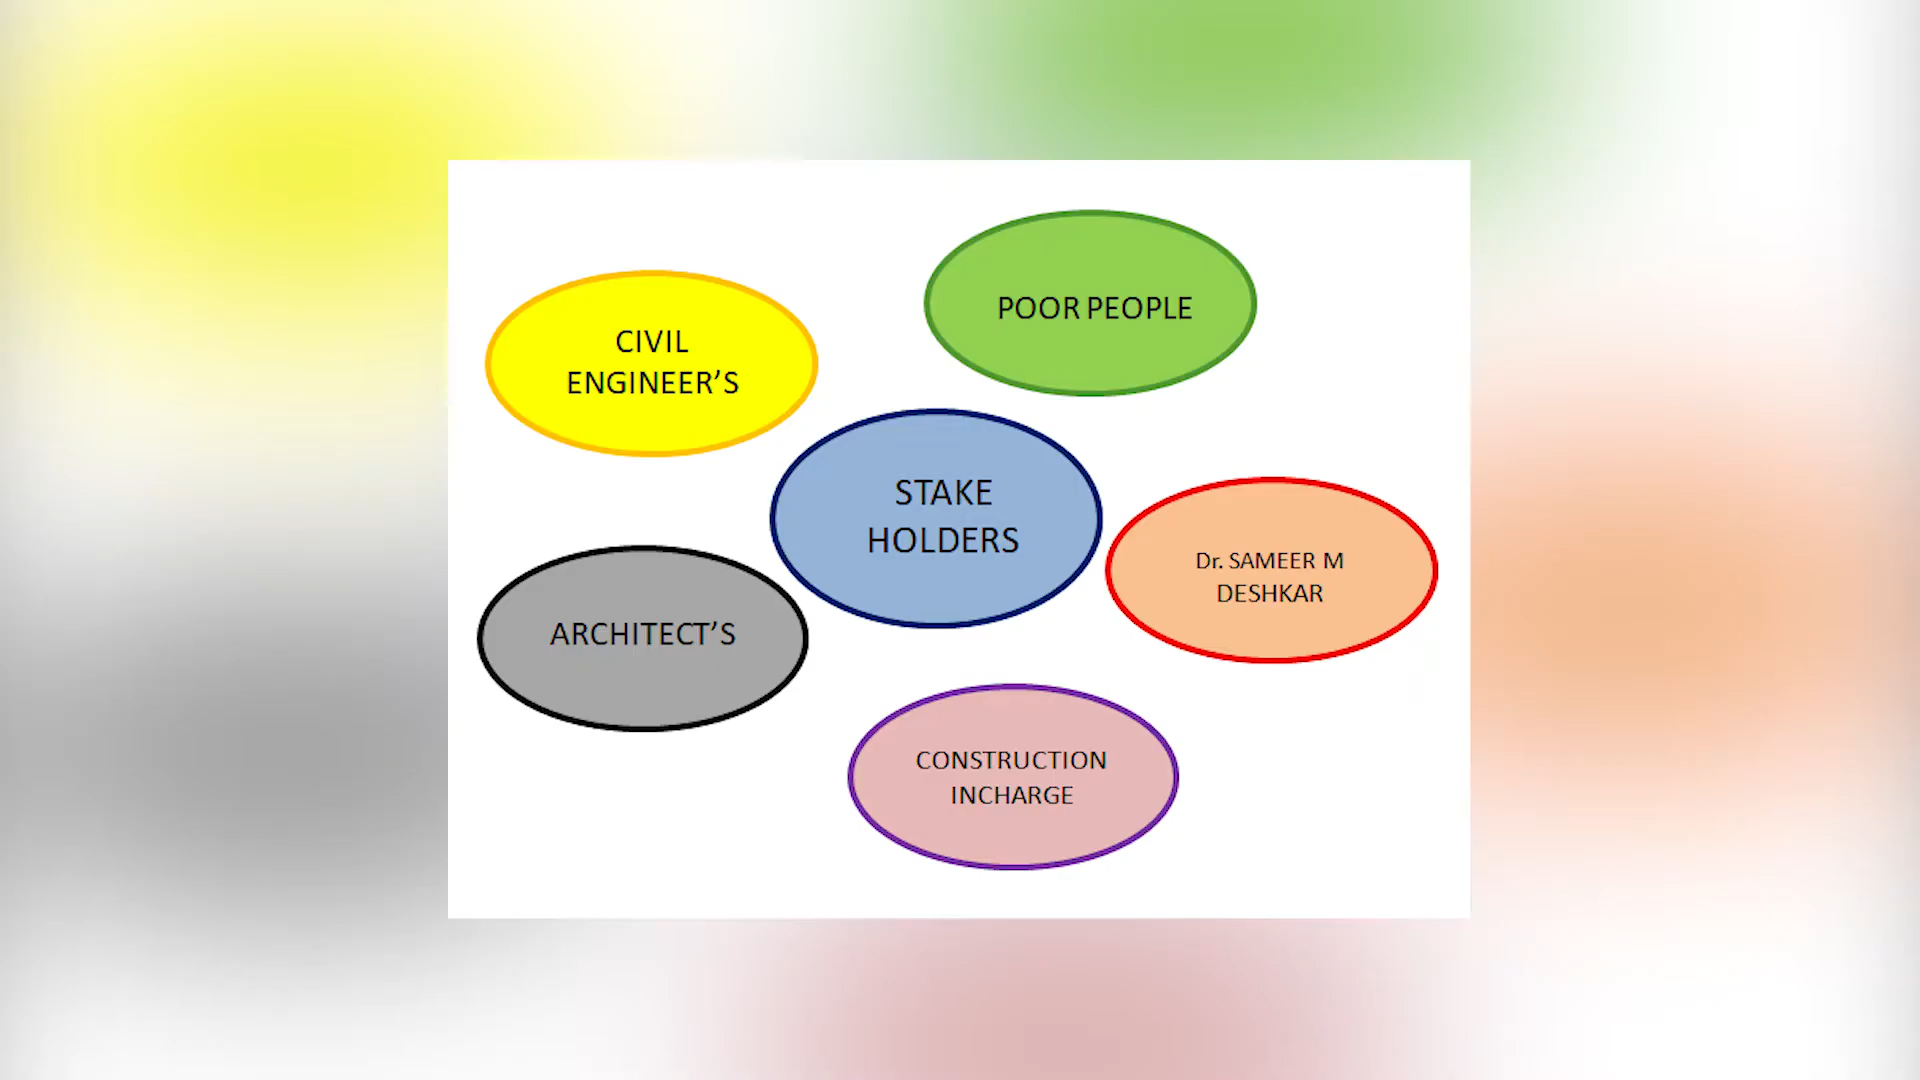 POOR PEOPLE
CIVIL
ENGINEER’S
STAKE
HOLDERS
Dr. SAMEER M
DESHKAR
ARCHITECT’S
CONSTRUCTION
INCHARGE